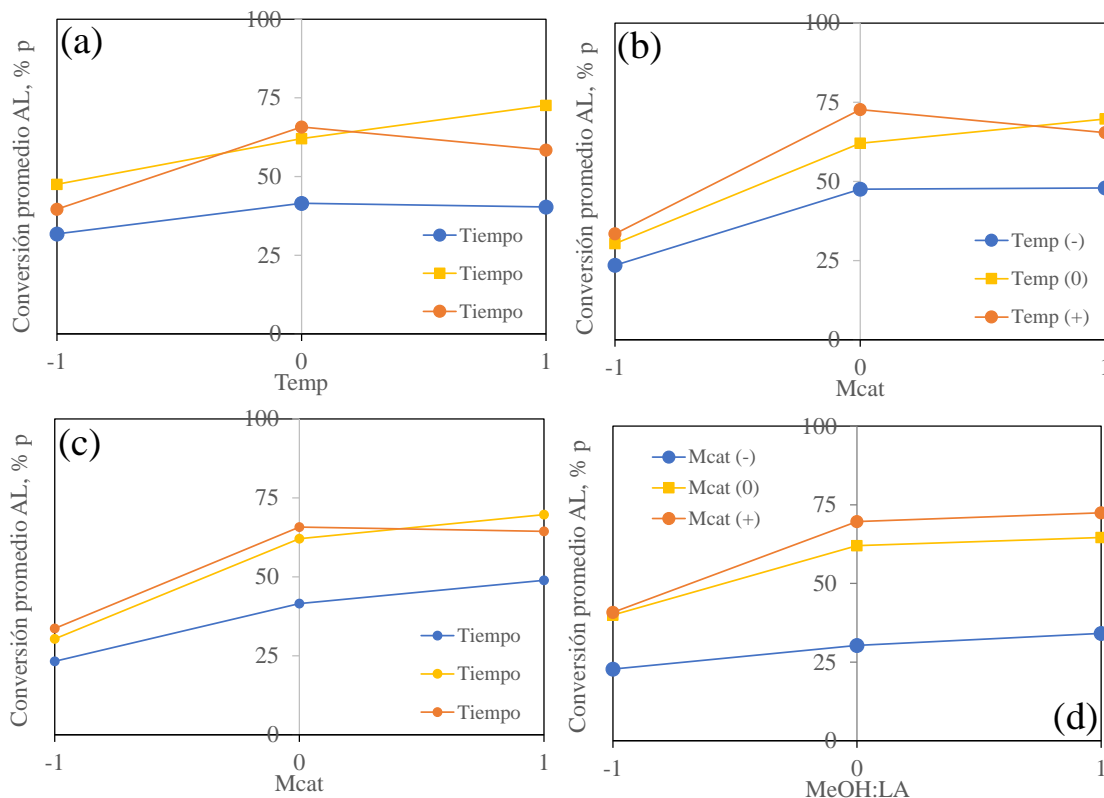 (a)
Conversión promedio AL, % p
100
75
50
25
0
-1
0
1
Temp
Tiempo
Tiempo
Tiempo
(b)
Conversión promedio AL, % p
100
75
50
25
0
-1
0
1
Mcat
Temp (-)
Temp (0)
Temp (+)
(c)
Conversión promedio AL, % p
100
75
50
25
0
-1
0
1
Mcat
Tiempo
Tiempo
Tiempo
(d)
Conversión promedio AL, % p
100
75
50
25
0
-1
0
1
MeOH:LA
Mcat (-)
Mcat (0)
Mcat (+)